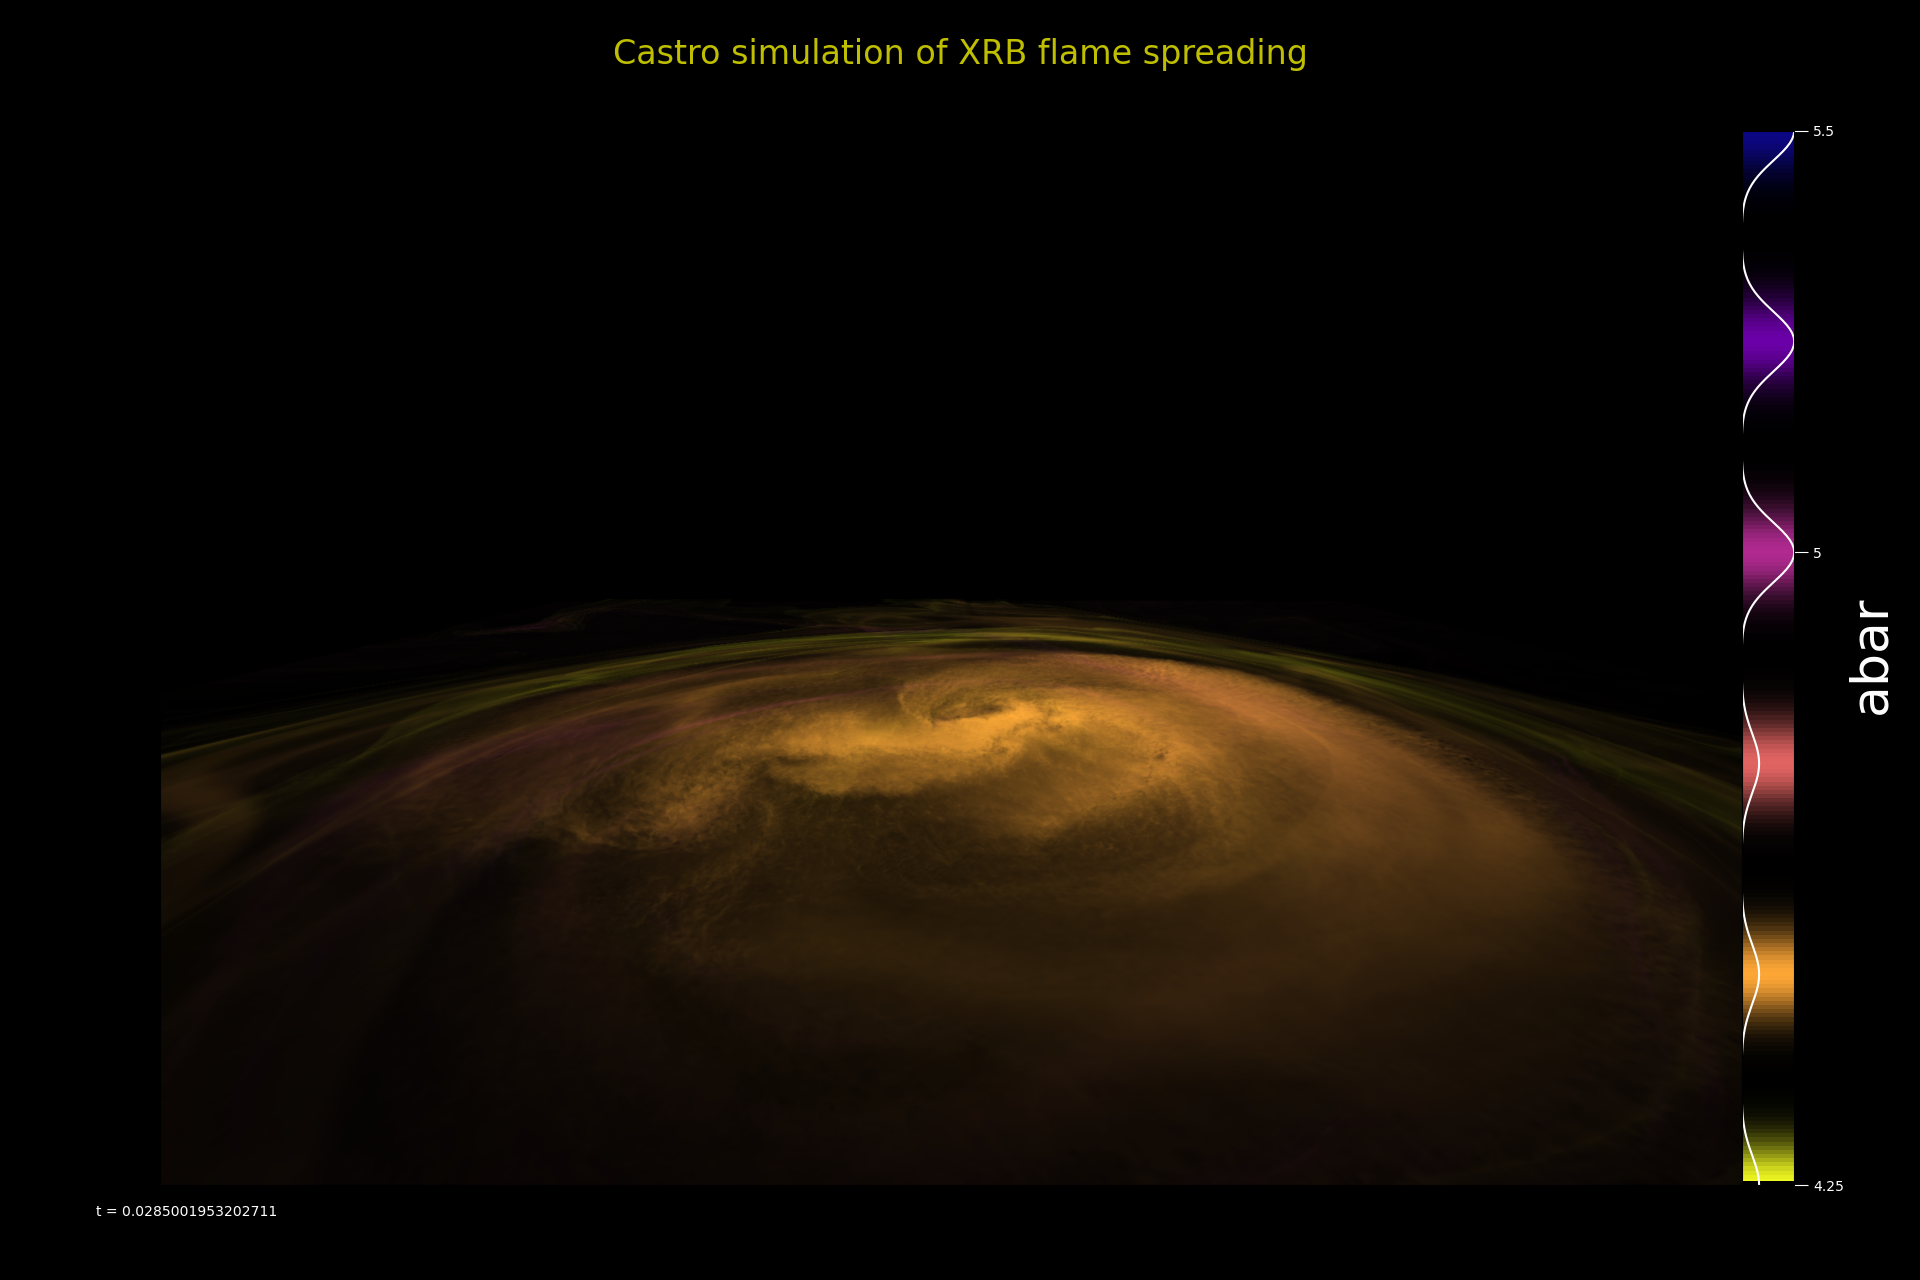 Castro simulation of XRB flame spreading
5.5
5
abar
4.25
t = 0.0285001953202711